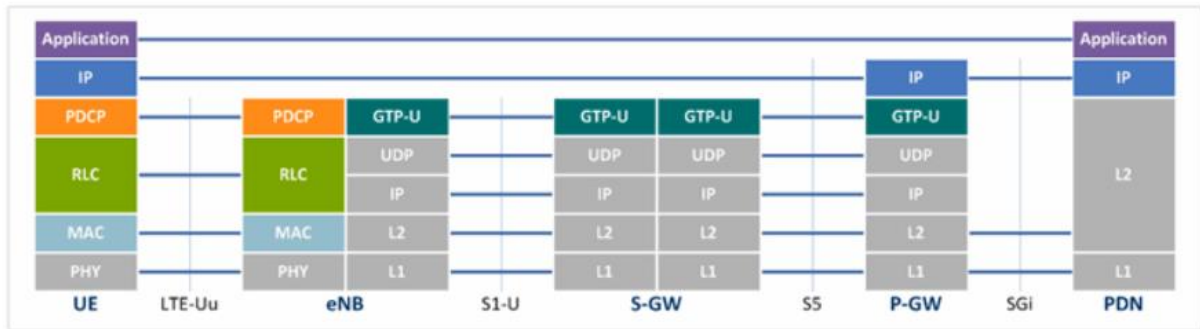 Application Application
IP IP IP
PDCP PDCP GTP-U GTP-U GTP-U GTP-U
UDP UDP UDP UDP
RLC RLC L2
IP IP IP IP
MAC MAC L2 L2 L2 L2
PHY PHY L1 L1 L1 L1 L1
UE LTE-Uu eNB S1-U S-GW S5 P-GW SGi PDN